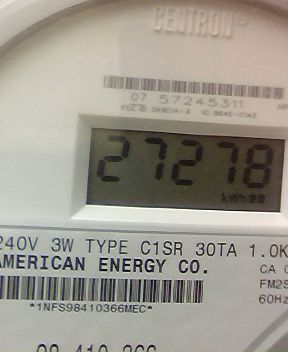 CENTRON
07 57245311
27278
kWh
240V 3W TYPE C1SR 30TA 1.0K
AMERICAN ENERGY CO.
CA
FM2S
60Hz
*1NFS98410366MEC*